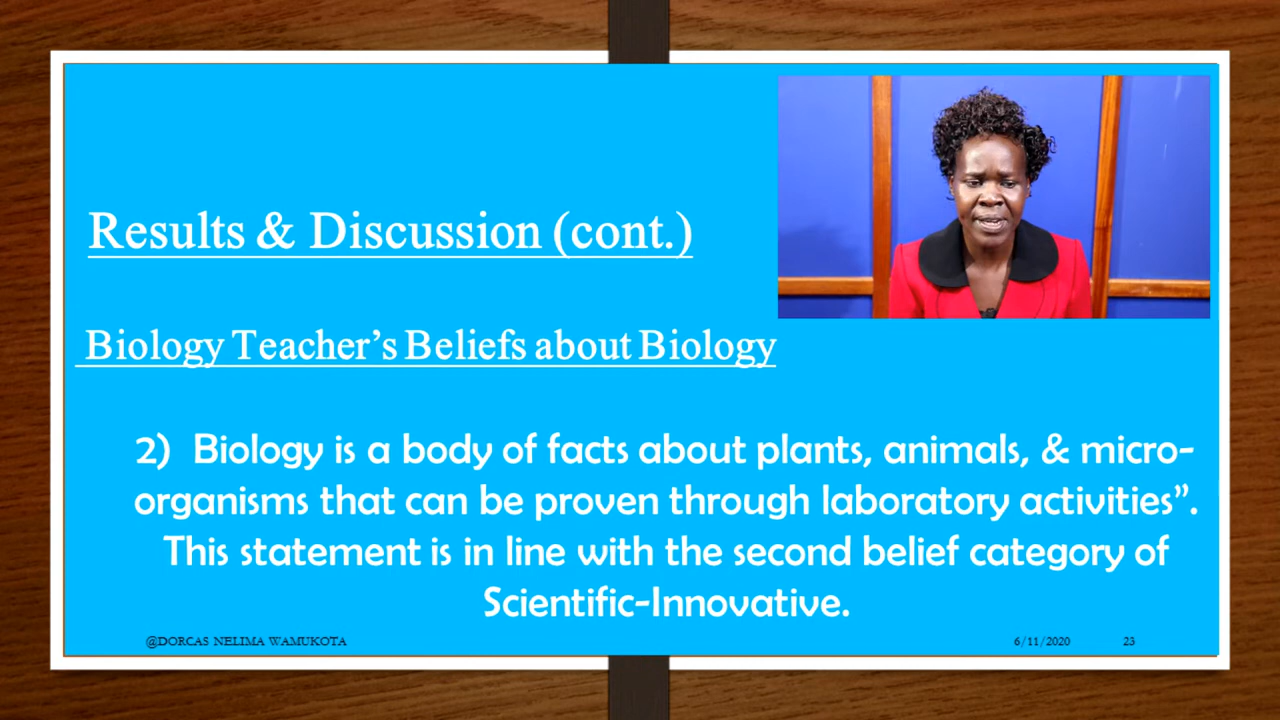 Results & Discussion (cont.)
Biology Teacher’s Beliefs about Biology
2) Biology is a body of facts about plants, animals, & micro-
organisms that can be proven through laboratory activities”.
This statement is in line with the second belief category of
Scientific-Innovative.
@DORCAS NELIMA WAMUKOTA 6/11/2020 23